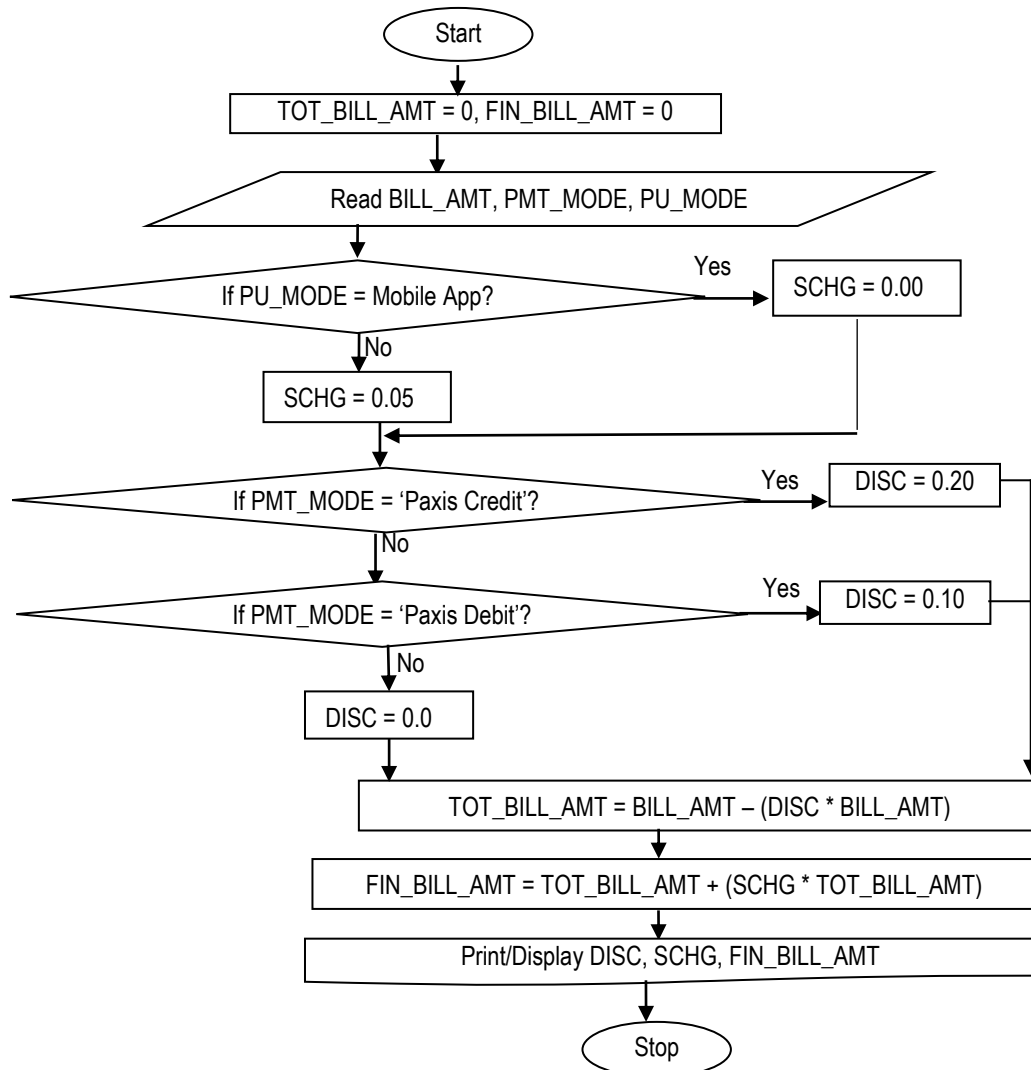 Start
TOT_BILL_AMT = 0, FIN_BILL_AMT = 0
Read BILL_AMT, PMT_MODE, PU_MODE
If PU_MODE = Mobile App?
Yes
SCHG = 0.00
No
SCHG = 0.05
If PMT_MODE = ‘Paxis Credit’?
Yes
DISC = 0.20
No
If PMT_MODE = ‘Paxis Debit’?
Yes
DISC = 0.10
No
DISC = 0.0
TOT_BILL_AMT = BILL_AMT – (DISC * BILL_AMT)
FIN_BILL_AMT = TOT_BILL_AMT + (SCHG * TOT_BILL_AMT)
Print/Display DISC, SCHG, FIN_BILL_AMT
Stop